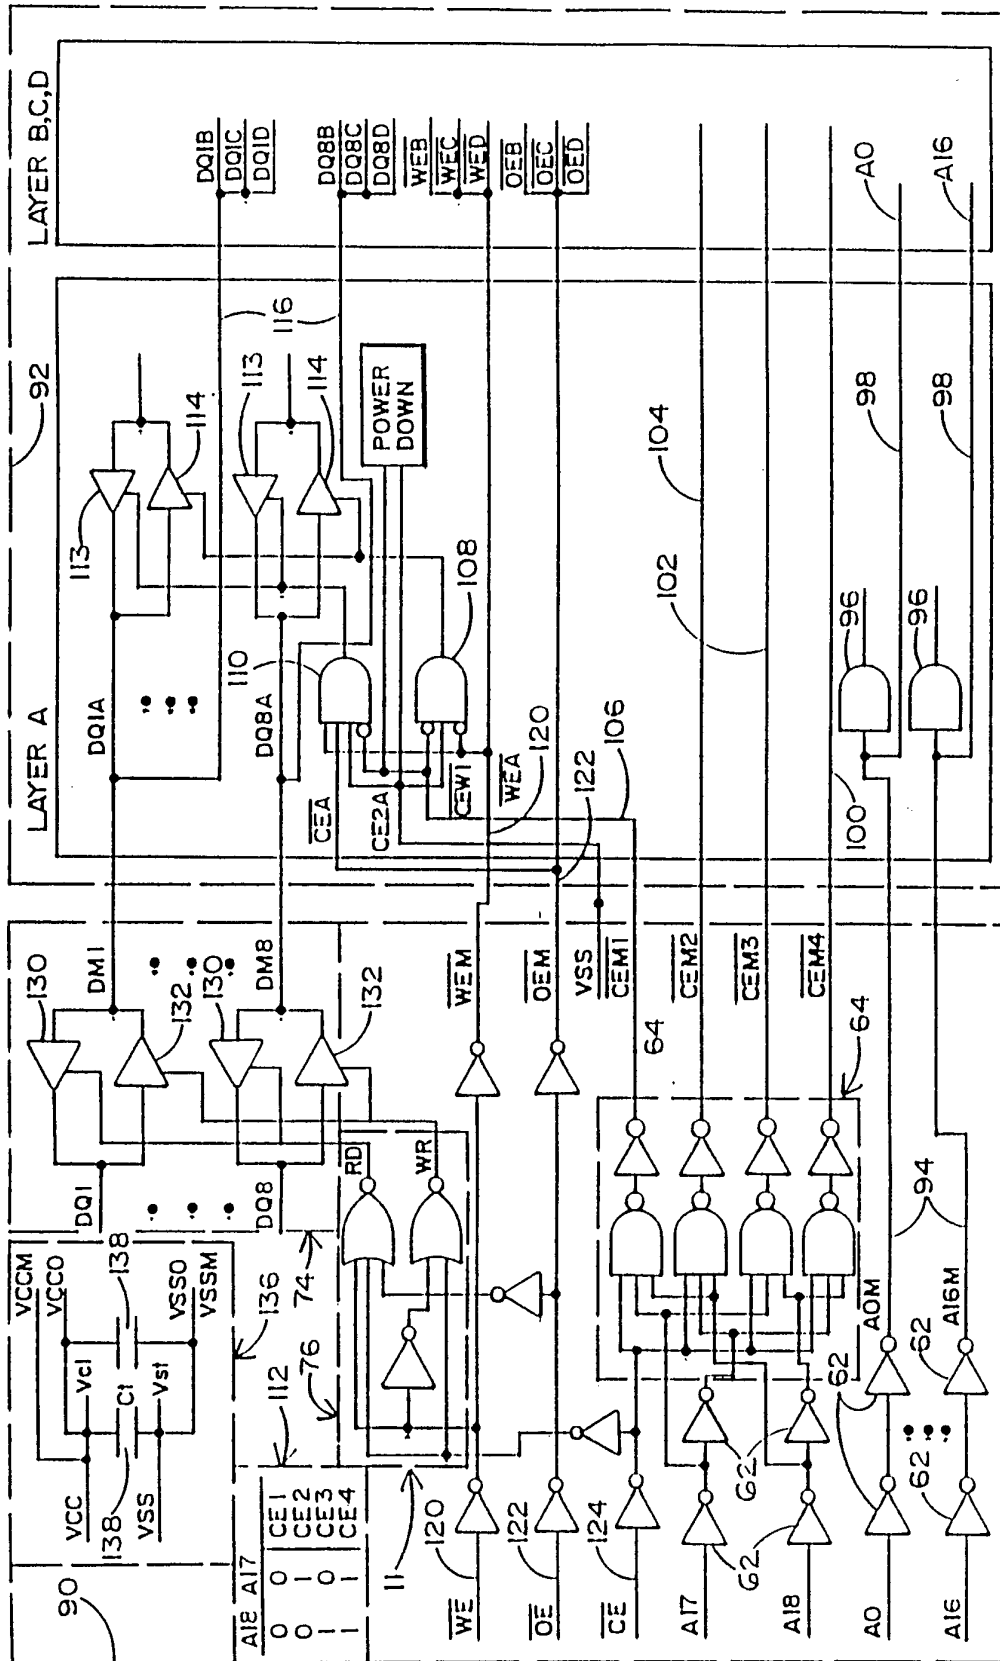 90
92
LAYER A
LAYER B,C,D
VCC
VSS
VCCM
VCCO
Vcl
C1
Vst
VSSO
VSSM
138
138
136
A18 A17
0 0 CE1
0 1 CE2
1 0 CE3
1 1 CE4
112
76
74
11
DQ1
DQ8
130
132
130
132
DM1
DM8
RD
WR
DQ1A
DQ8A
113
114
113
114
116
DQ1B
DQ1C
DQ1D
DQ8B
DQ8C
DQ8D
POWER
DOWN
110
108
CEA
CE2A
CEW1
WEA
WEB
WEC
WED
OEB
OEC
OED
WE
120
WEM
120
OE
122
OEM
122
VSS
CE
124
CEM1
106
64
CEM2
104
CEM3
102
CEM4
100
64
A17
A18
62
62
A0
62
A0M
94
96
98
A0
A16
62
62
A16M
96
98
A16